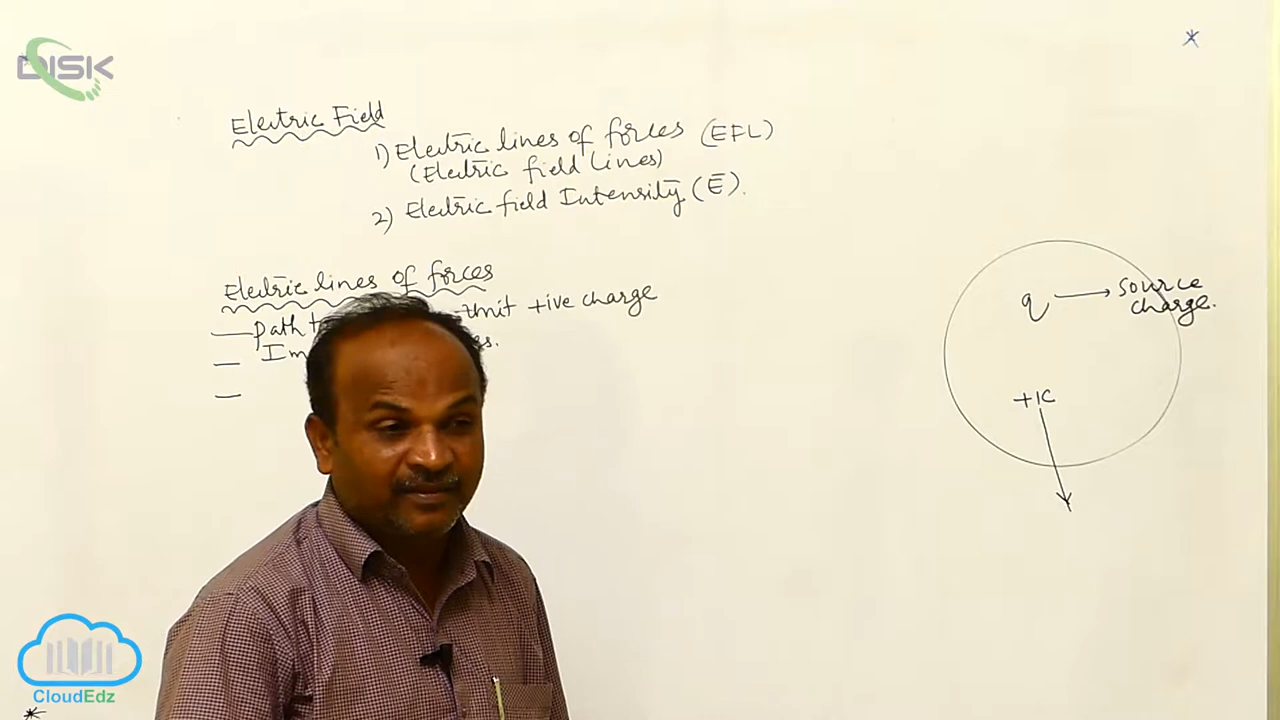 DISK
Electric Field
1) Electric lines of forces (EFL)
(Electric field Lines)
2) Electric field Intensity (E).
Electric lines of forces
— path Unit +ive charge
—
—
q → Source
charge.
+1C
CloudEdz